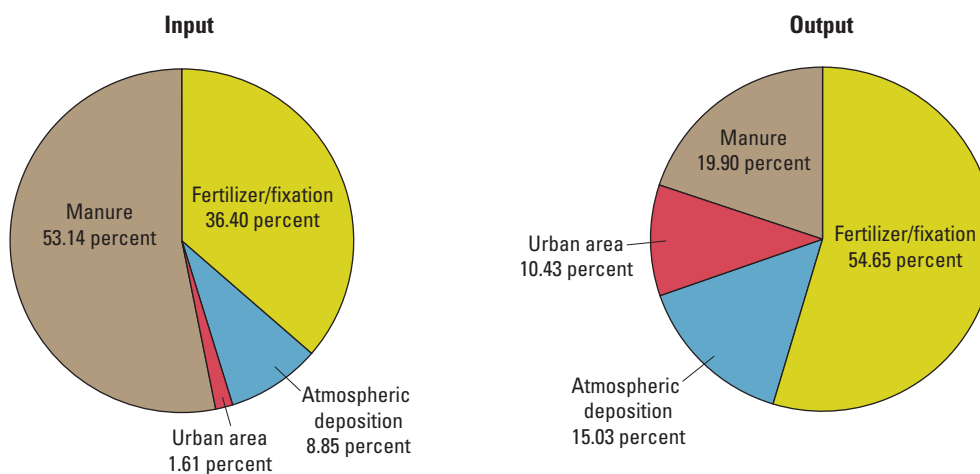 Input
Manure
53.14 percent
Fertilizer/fixation
36.40 percent
Atmospheric
deposition
8.85 percent
Urban area
1.61 percent
Output
Manure
19.90 percent
Fertilizer/fixation
54.65 percent
Urban area
10.43 percent
Atmospheric
deposition
15.03 percent